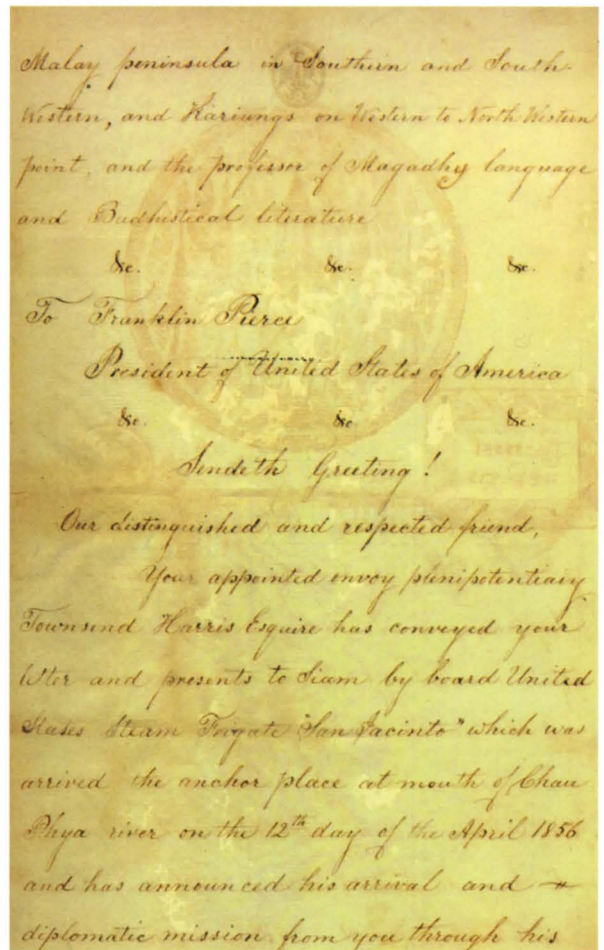 Malay peninsula in Southern and South
Western, and Kariungs on Western to North Western
point, and the professor of Magadhy language
and Budhistical literature
&c. &c. &c.
To Franklin Pierce
President of United States of America
&c. &c &c.
Sendeth Greeting!
Our distinguished and respected friend,
Your appointed envoy plenipotentiary
Townsend Harris Esquire has conveyed your
letter and presents to Siam by board United
States Steam Frigate "San Jacinto" which was
arrived the anchor place at mouth of Chau
Phya river on the 12th day of the April 1856
and has announced his arrival and
diplomatic mission from you through his